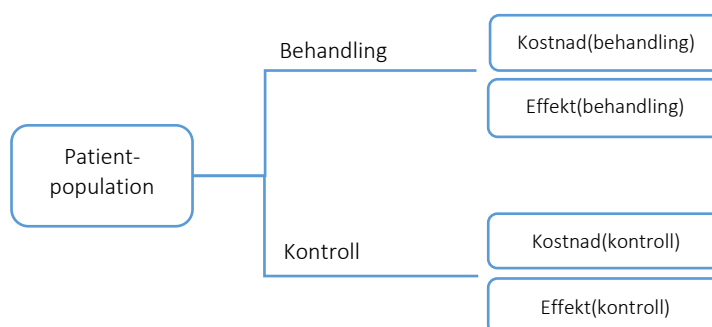 Behandling
Kostnad(behandling)
Effekt(behandling)
Patient-
population
Kontroll
Kostnad(kontroll)
Effekt(kontroll)